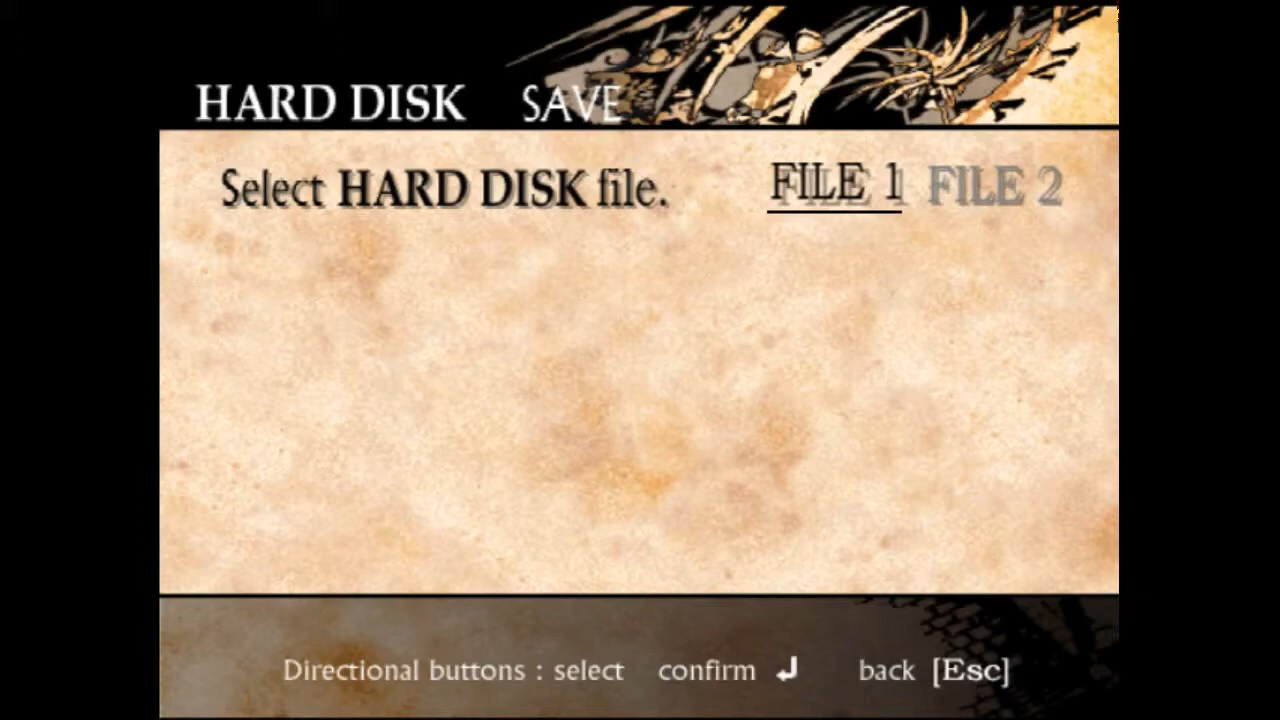 HARD DISK SAVE
Select HARD DISK file. FILE 1 FILE 2
Directional buttons : select confirm ↲ back [Esc]